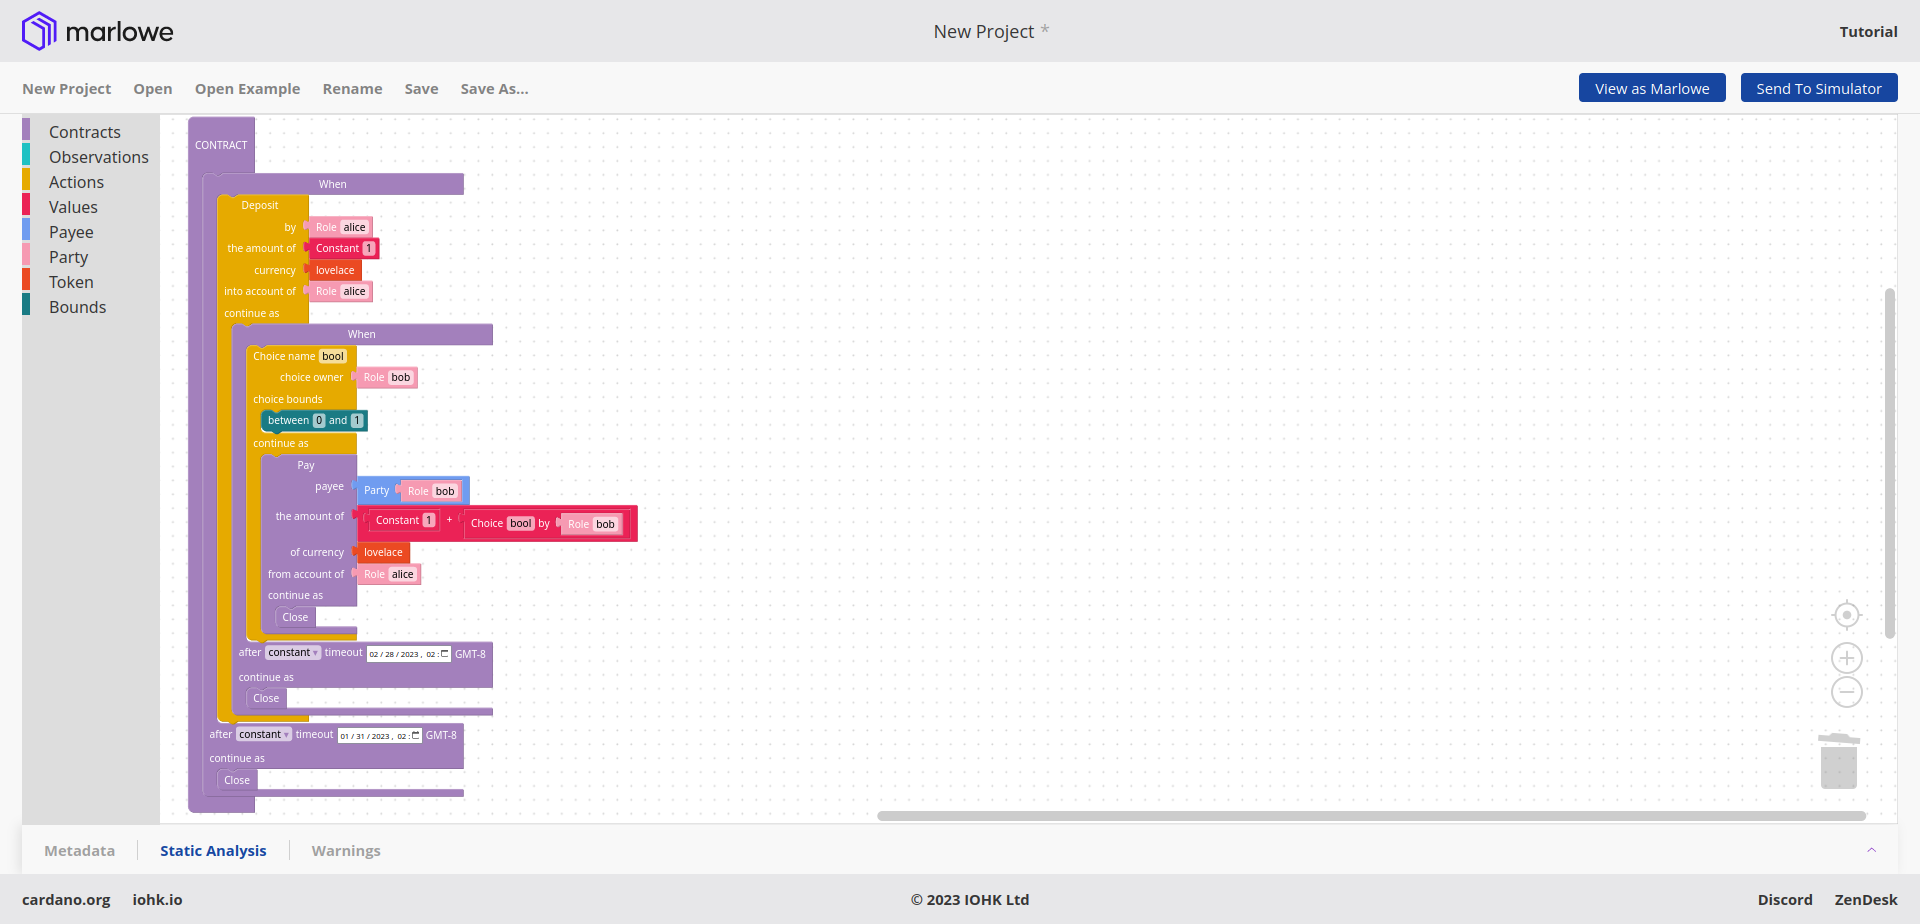 marlowe
New Project *
Tutorial
New Project Open Open Example Rename Save Save As... View as Marlowe Send To Simulator
Contracts
Observations
Actions
Values
Payee
Party
Token
Bounds
CONTRACT
When
Deposit
by Role alice
the amount of Constant 1
currency lovelace
into account of Role alice
continue as
When
Choice name bool
choice owner Role bob
choice bounds
between 0 and 1
continue as
Pay
payee Party Role bob
the amount of Constant 1 + Choice bool by Role bob
of currency lovelace
from account of Role alice
continue as
Close
after constant timeout 02/28/2023, 02: GMT-8
continue as
Close
after constant timeout 01/31/2023, 02: GMT-8
continue as
Close
Metadata Static Analysis Warnings
cardano.org iohk.io © 2023 IOHK Ltd Discord ZenDesk